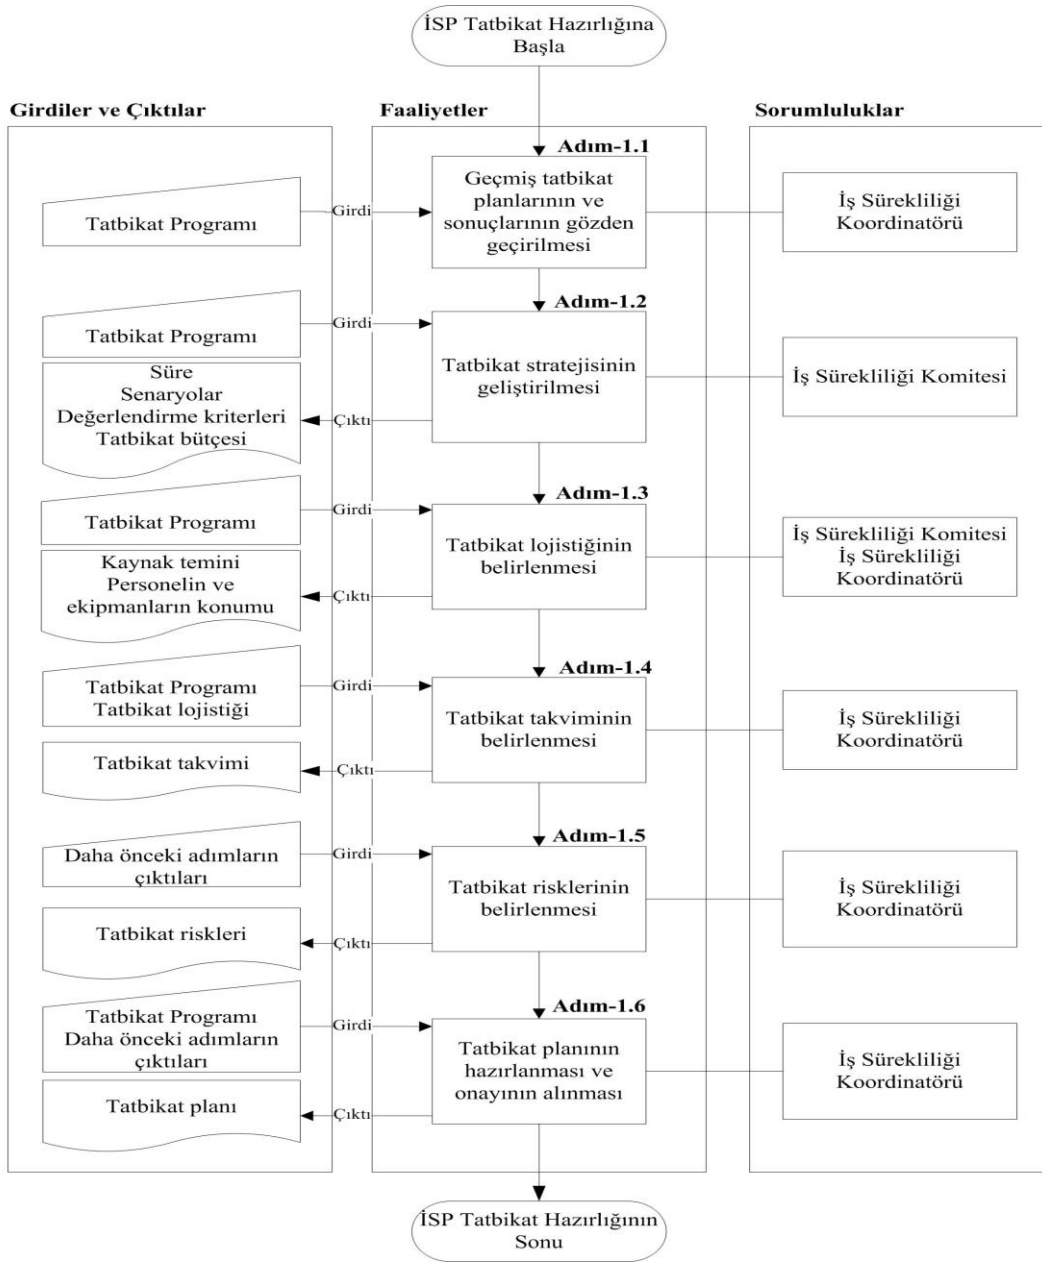 İSP Tatbikat Hazırlığına
Başla
Girdiler ve Çıktılar
Faaliyetler
Sorumluluklar
Adım-1.1
Tatbikat Programı
Girdi
Geçmiş tatbikat
planlarının ve
sonuçlarının gözden
geçirilmesi
İş Sürekliliği
Koordinatörü
Adım-1.2
Tatbikat Programı
Girdi
Süre
Senaryolar
Değerlendirme kriterleri
Tatbikat bütçesi
Çıktı
Tatbikat stratejisinin
geliştirilmesi
İş Sürekliliği Komitesi
Adım-1.3
Tatbikat Programı
Girdi
Kaynak temini
Personelin ve
ekipmanların konumu
Çıktı
Tatbikat lojistiğinin
belirlenmesi
İş Sürekliliği Komitesi
İş Sürekliliği
Koordinatörü
Adım-1.4
Tatbikat Programı
Tatbikat lojistiği
Girdi
Tatbikat takvimi
Çıktı
Tatbikat takviminin
belirlenmesi
İş Sürekliliği
Koordinatörü
Adım-1.5
Daha önceki adımların
çıktıları
Girdi
Tatbikat riskleri
Çıktı
Tatbikat risklerinin
belirlenmesi
İş Sürekliliği
Koordinatörü
Adım-1.6
Tatbikat Programı
Daha önceki adımların
çıktıları
Girdi
Tatbikat planı
Çıktı
Tatbikat planının
hazırlanması ve
onayının alınması
İş Sürekliliği
Koordinatörü
İSP Tatbikat Hazırlığının
Sonu